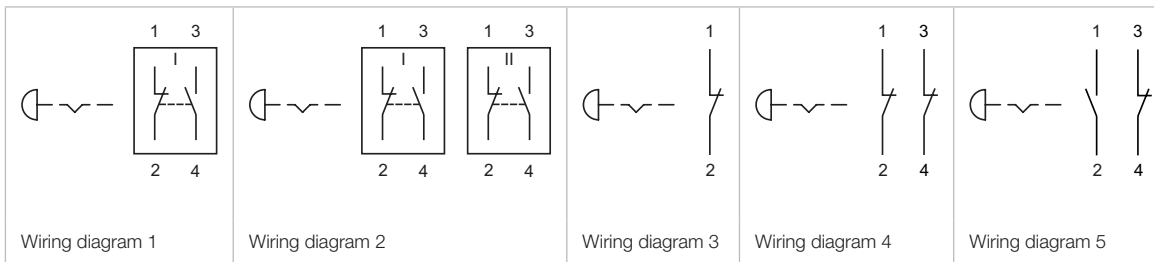 1 3
I
2 4
Wiring diagram 1
1 3 1 3
I II
2 4 2 4
Wiring diagram 2
1
2
Wiring diagram 3
1 3
2 4
Wiring diagram 4
1 3
2 4
Wiring diagram 5